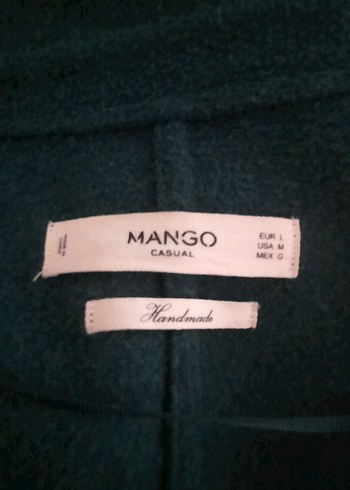 MANGO
CASUAL
EUR L
USA M
MEX G
Handmade